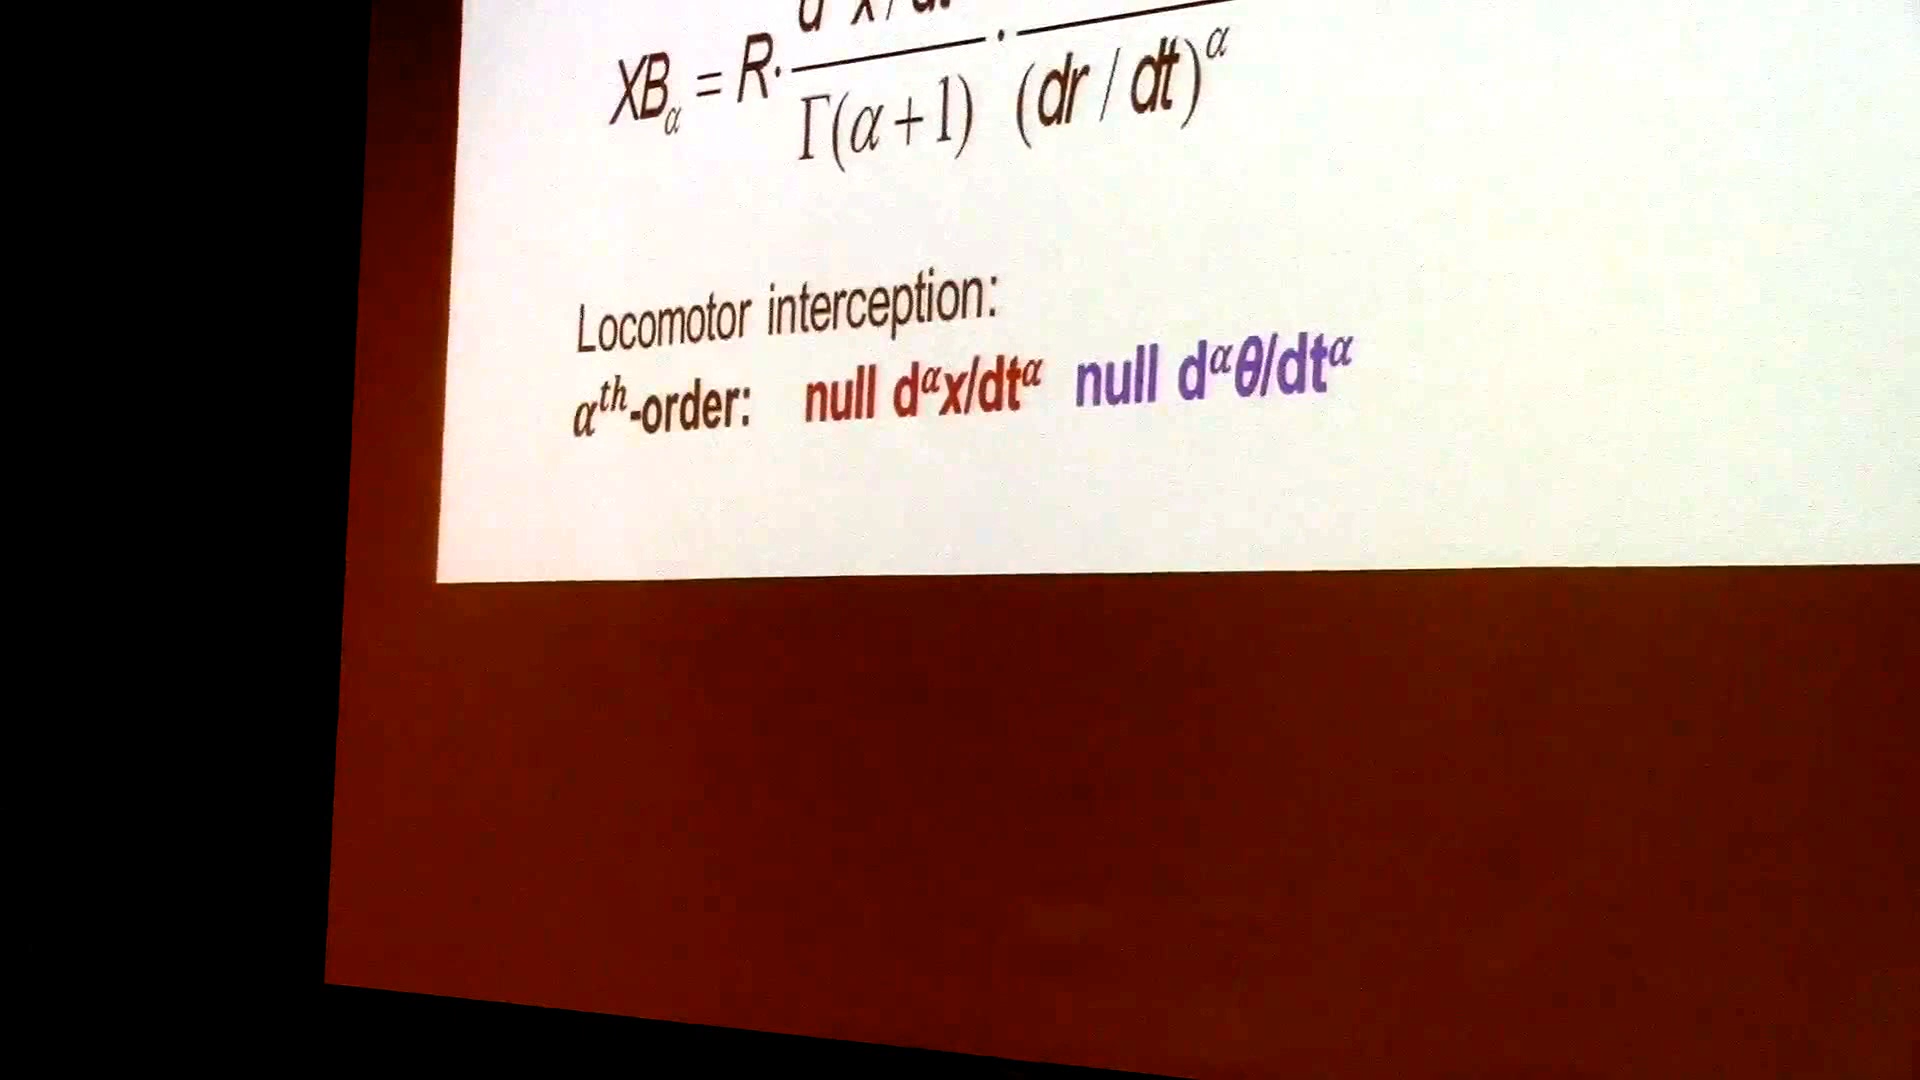 XBα = R · / Γ(α+1) · / (dr / dt)^α
Locomotor interception:
α^th-order: null d^αx/dt^α null d^αθ/dt^α